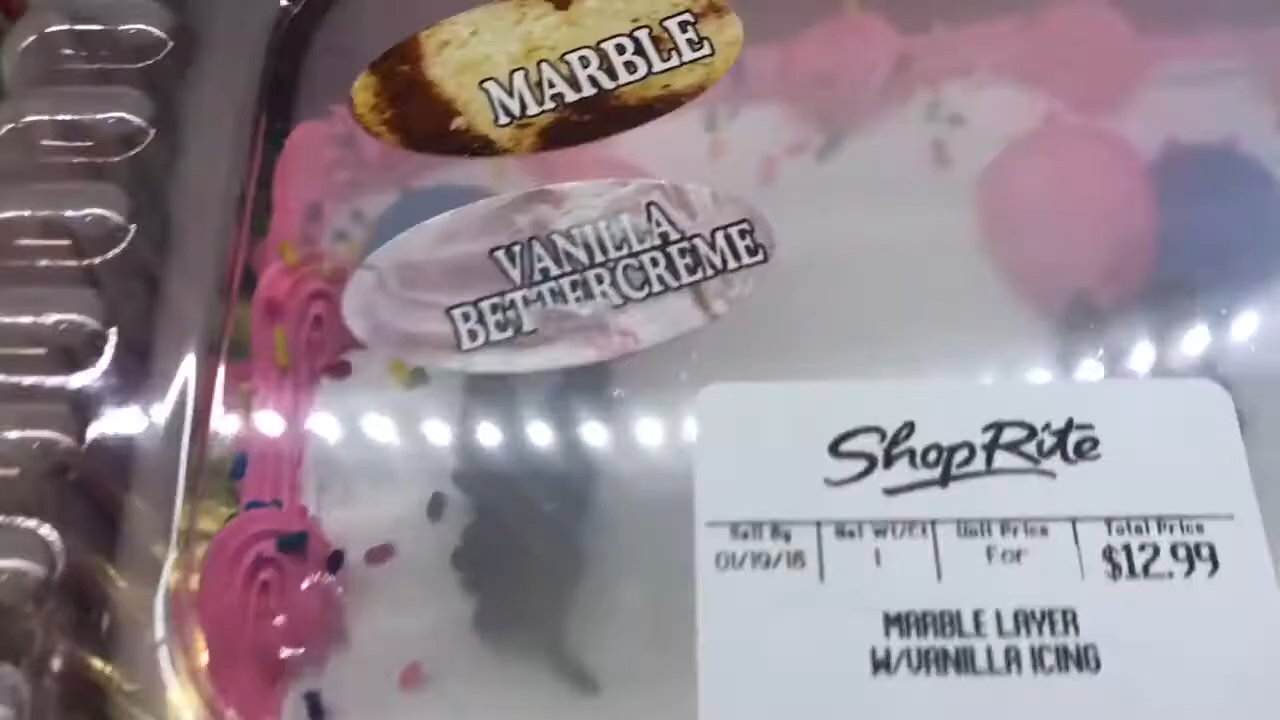 MARBLE
VANILLA
BETTERCREME
ShopRite
Sell By Net Wt/Ct Unit Price Total Price
01/19/18 1 For $12.99
MARBLE LAYER
W/VANILLA ICING